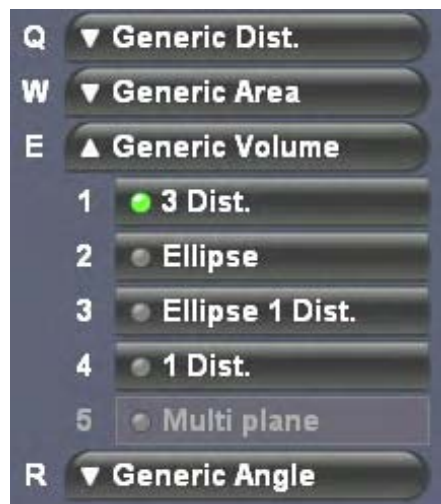 Q ▼ Generic Dist.
W ▼ Generic Area
E ▲ Generic Volume
1 3 Dist.
2 Ellipse
3 Ellipse 1 Dist.
4 1 Dist.
5 Multi plane
R ▼ Generic Angle